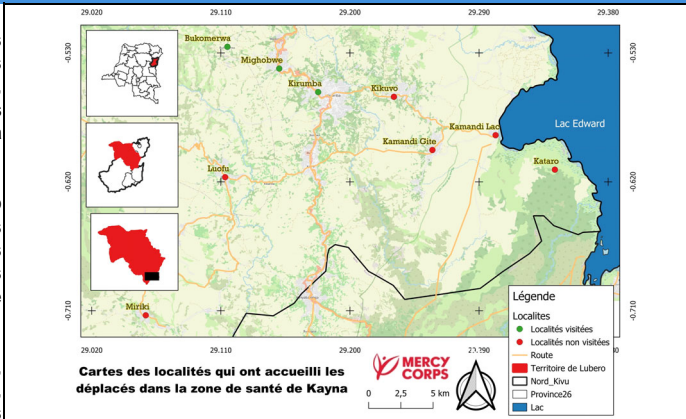 29.020 29.110 29.200 29.290 29.380
-0.530 -0.530
Bukomerwa
Mighobwe
Kirumba
Kikuvo
Kamandi Lac
Lac Edward
Kamandi Gite
Kataro
Luofu
-0.620 -0.620
Miriki
-0.710 -0.710
29.020 29.110 29.200 29.290 29.380
Légende
Localites
Localités visitées
Localités non visitées
Route
Territoire de Lubero
Nord_Kivu
Province26
Lac
Cartes des localités qui ont accueilli les
déplacés dans la zone de santé de Kayna
MERCY
CORPS
0 2,5 5 km